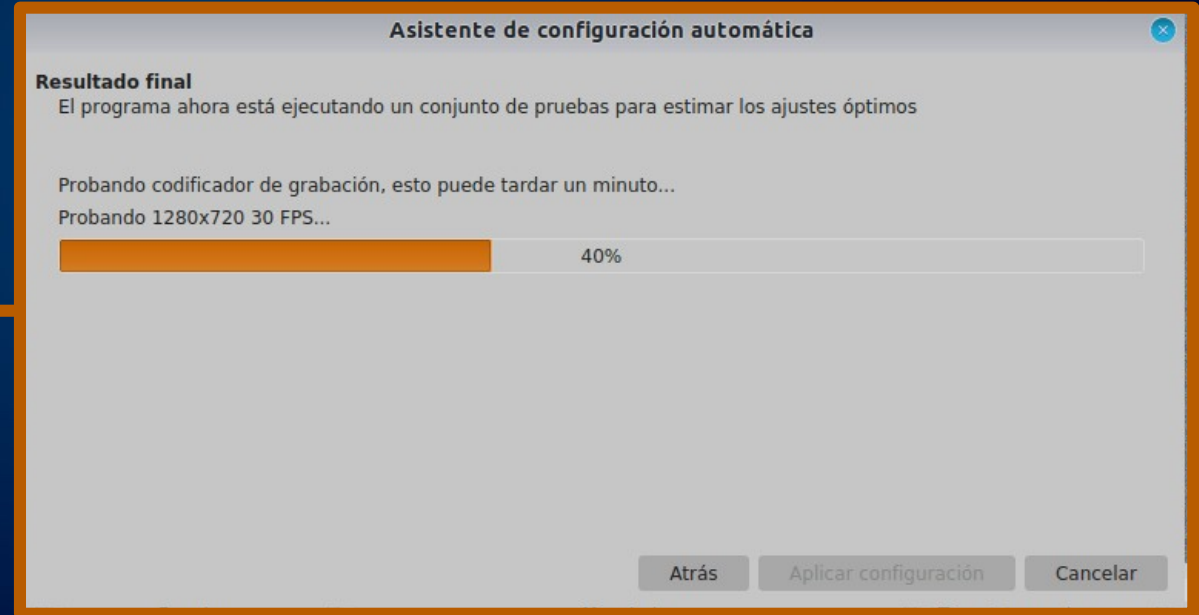 Asistente de configuración automática
Resultado final
El programa ahora está ejecutando un conjunto de pruebas para estimar los ajustes óptimos
Probando codificador de grabación, esto puede tardar un minuto...
Probando 1280x720 30 FPS...
40%
Atrás Aplicar configuración Cancelar